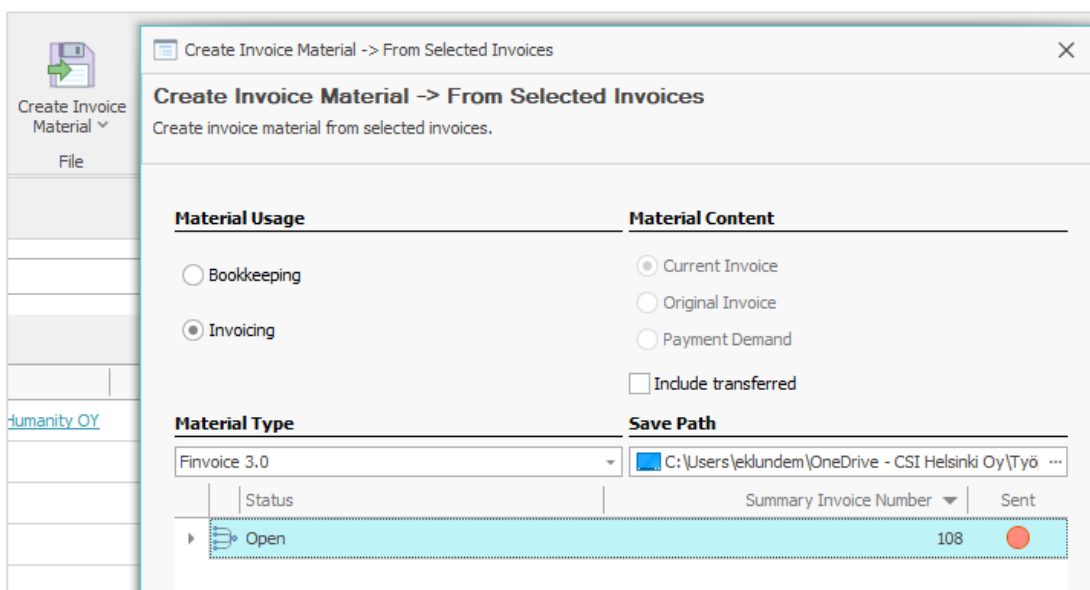 Create Invoice Material -> From Selected Invoices
Create Invoice
Material
File
Create Invoice Material -> From Selected Invoices
Create invoice material from selected invoices.
Material Usage
Material Content
Bookkeeping
Current Invoice
Original Invoice
Invoicing
Payment Demand
Include transferred
Humanity OY
Material Type
Save Path
Finvoice 3.0
C:\Users\eklundem\OneDrive - CSI Helsinki Oy\Työ ...
Status
Summary Invoice Number
Sent
Open
108